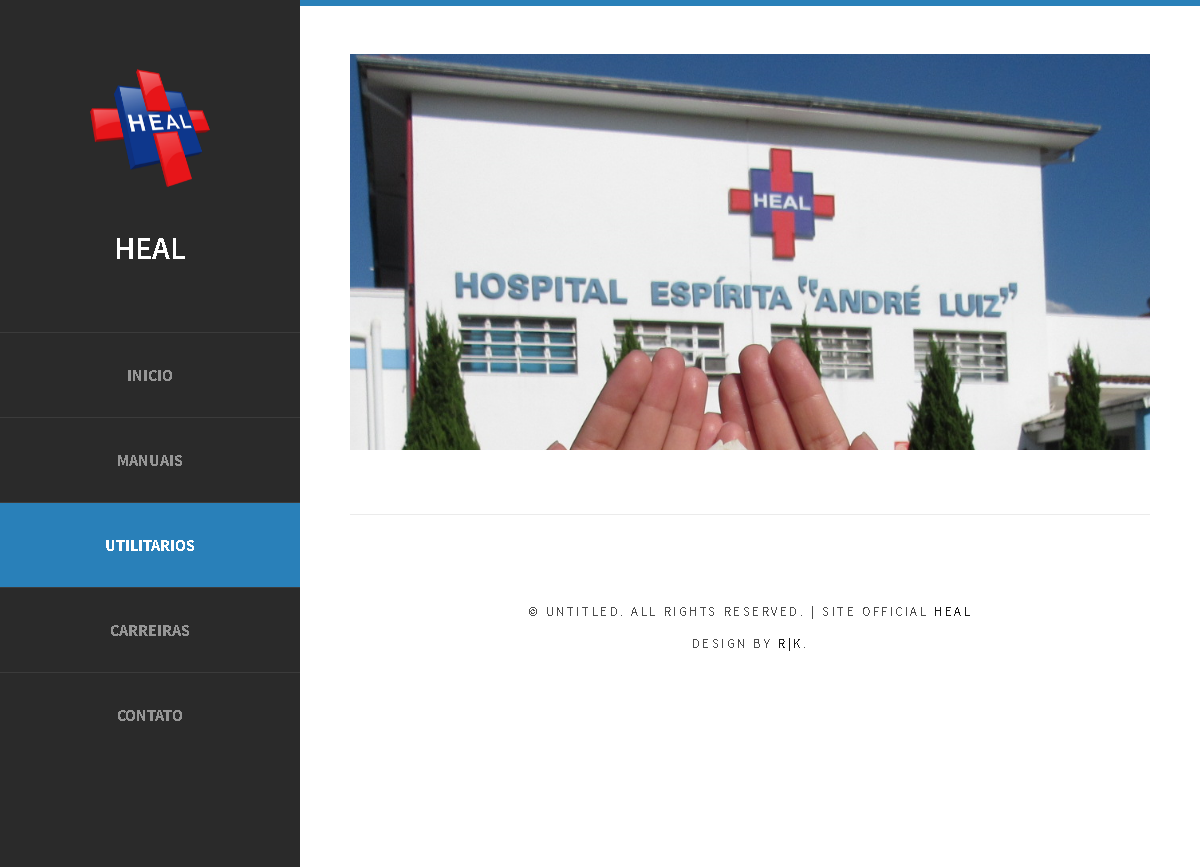 HEAL
HEAL
INICIO
MANUAIS
UTILITARIOS
CARREIRAS
CONTATO
HEAL
HOSPITAL ESPÍRITA "ANDRÉ LUIZ"
© UNTITLED. ALL RIGHTS RESERVED. | SITE OFFICIAL HEAL
DESIGN BY R|K.